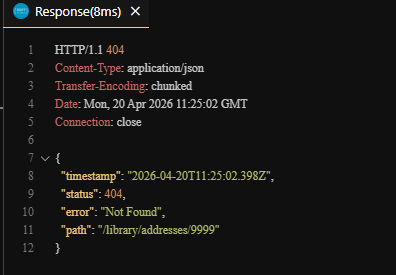 Response(8ms)
1 HTTP/1.1 404
2 Content-Type: application/json
3 Transfer-Encoding: chunked
4 Date: Mon, 20 Apr 2026 11:25:02 GMT
5 Connection: close
6
7 {
8 "timestamp": "2026-04-20T11:25:02.398Z",
9 "status": 404,
10 "error": "Not Found",
11 "path": "/library/addresses/9999"
12 }